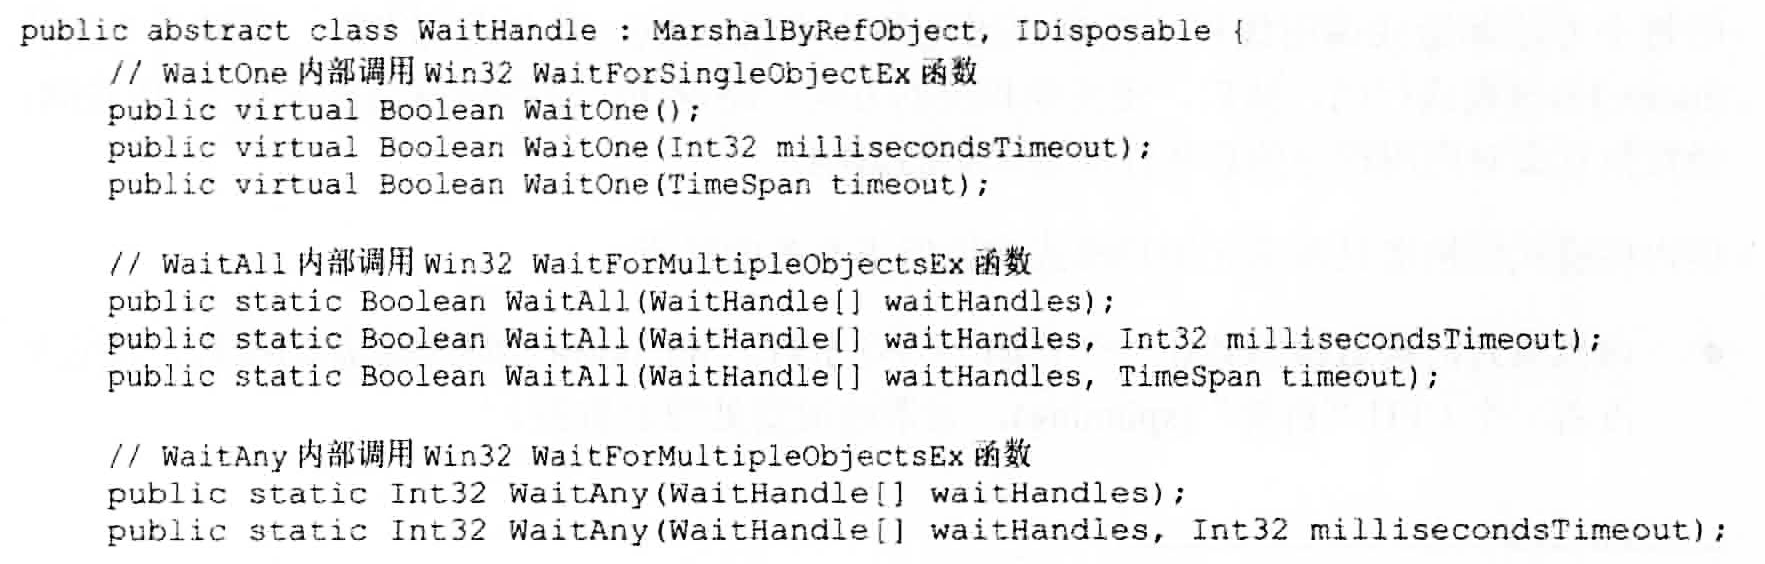 public abstract class WaitHandle : MarshalByRefObject, IDisposable {
// WaitOne 内部调用 Win32 WaitForSingleObjectEx 函数
public virtual Boolean WaitOne();
public virtual Boolean WaitOne(Int32 millisecondsTimeout);
public virtual Boolean WaitOne(TimeSpan timeout);
// WaitAll 内部调用 Win32 WaitForMultipleObjectsEx 函数
public static Boolean WaitAll(WaitHandle[] waitHandles);
public static Boolean WaitAll(WaitHandle[] waitHandles, Int32 millisecondsTimeout);
public static Boolean WaitAll(WaitHandle[] waitHandles, TimeSpan timeout);
// WaitAny 内部调用 Win32 WaitForMultipleObjectsEx 函数
public static Int32 WaitAny(WaitHandle[] waitHandles);
public static Int32 WaitAny(WaitHandle[] waitHandles, Int32 millisecondsTimeout);